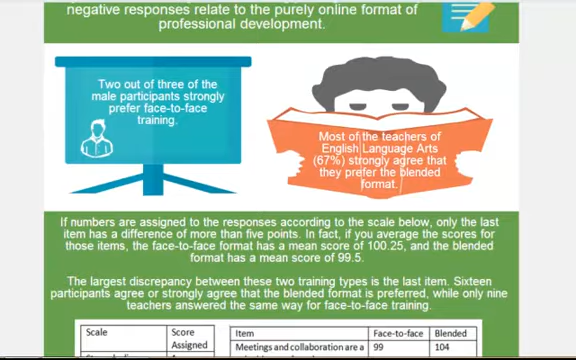 negative responses relate to the purely online format of
professional development.
Two out of three of the
male participants strongly
prefer face-to-face
training.
Most of the teachers of
English Language Arts
(67%) strongly agree that
they prefer the blended
format.
If numbers are assigned to the responses according to the scale below, only the last
item has a difference of more than five points. In fact, if you average the scores for
those items, the face-to-face format has a mean score of 100.25, and the blended
format has a mean score of 99.5.
The largest discrepancy between these two training types is the last item. Sixteen
participants agree or strongly agree that the blended format is preferred, while only nine
teachers answered the same way for face-to-face training.
Scale Score Assigned
Item Face-to-face Blended
Meetings and collaboration are a 99 104